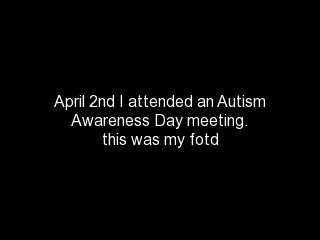 April 2nd I attended an Autism
Awareness Day meeting.
this was my fotd